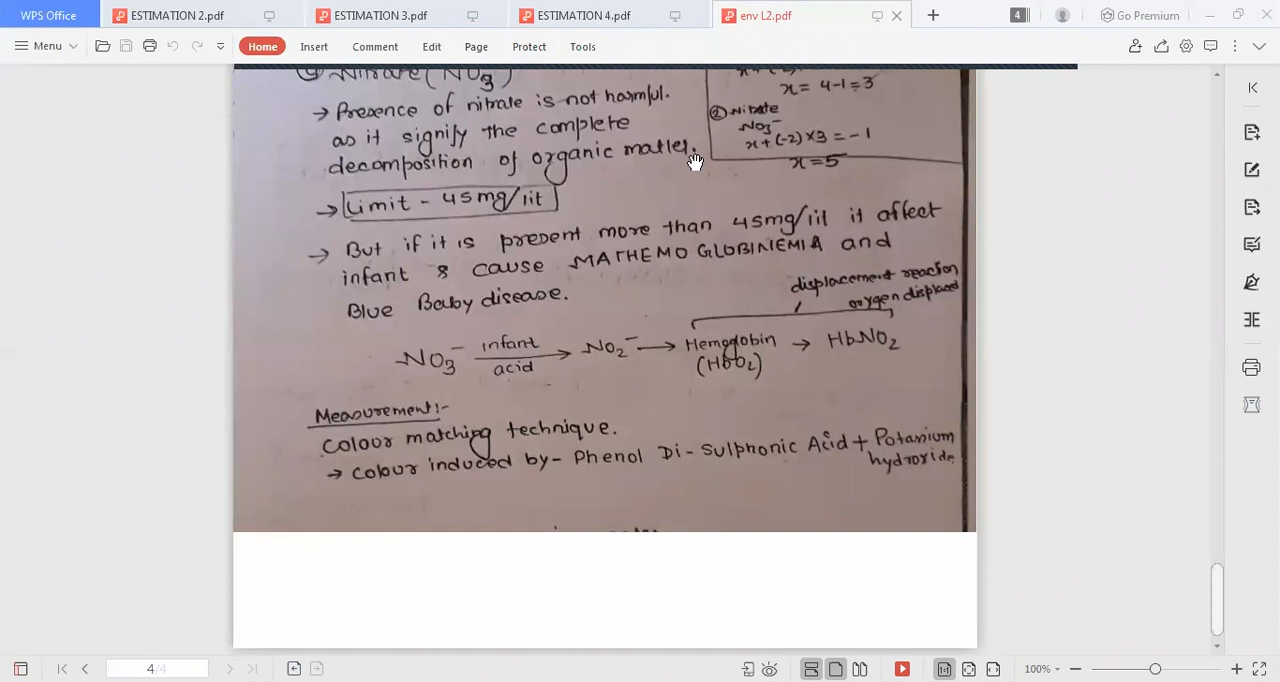 WPS Office
ESTIMATION 2.pdf
ESTIMATION 3.pdf
ESTIMATION 4.pdf
env L2.pdf
4
Go Premium
Menu
Home
Insert
Comment
Edit
Page
Protect
Tools
Nitrate (NO3-)
→ Presence of nitrate is not harmful.
as it signify the complete
decomposition of organic matter.
x = 4-1 = 3
② Nitrate
NO3-
x + (-2) × 3 = -1
x = 5
→ Limit - 45mg/lit
→ But if it is present more than 45mg/lit it affect
infant & cause MATHEMO GLOBINEMIA and
Blue Baby disease.
displacement reaction
oxygen displaced
NO3- infant acid → NO2- → Hemoglobin (HbO2) → HbNO2
Measurement:-
Colour matching technique.
→ Colour induced by - Phenol Di-Sulphonic Acid + Potassium
hydroxide
4/4
100%